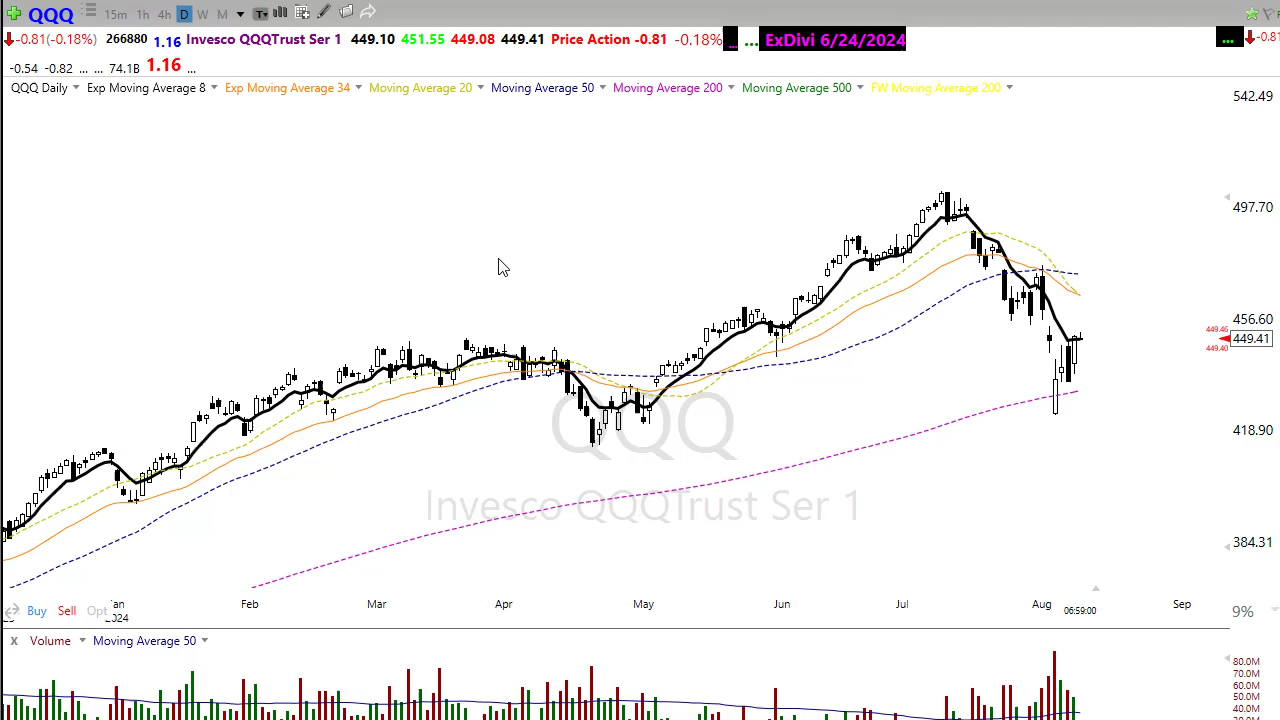 QQQ 15m 1h 4h D W M
-0.81(-0.18%) 266880 1.16 Invesco QQQTrust Ser 1 449.10 451.55 449.08 449.41 Price Action -0.81 -0.18% ... ... ExDivi 6/24/2024 ... -0.81
-0.54 -0.82 ... ... 74.1B 1.16 ...
QQQ Daily Exp Moving Average 8 Exp Moving Average 34 Moving Average 20 Moving Average 50 Moving Average 200 Moving Average 500 FW Moving Average 200
542.49
497.70
456.60
449.46
449.41
449.40
418.90
QQQ
Invesco QQQTrust Ser 1
384.31
Buy Sell Opt
Feb Mar Apr May Jun Jul Aug Sep
2024
06:59:00
9%
X Volume Moving Average 50
80.0M
70.0M
60.0M
50.0M
40.0M